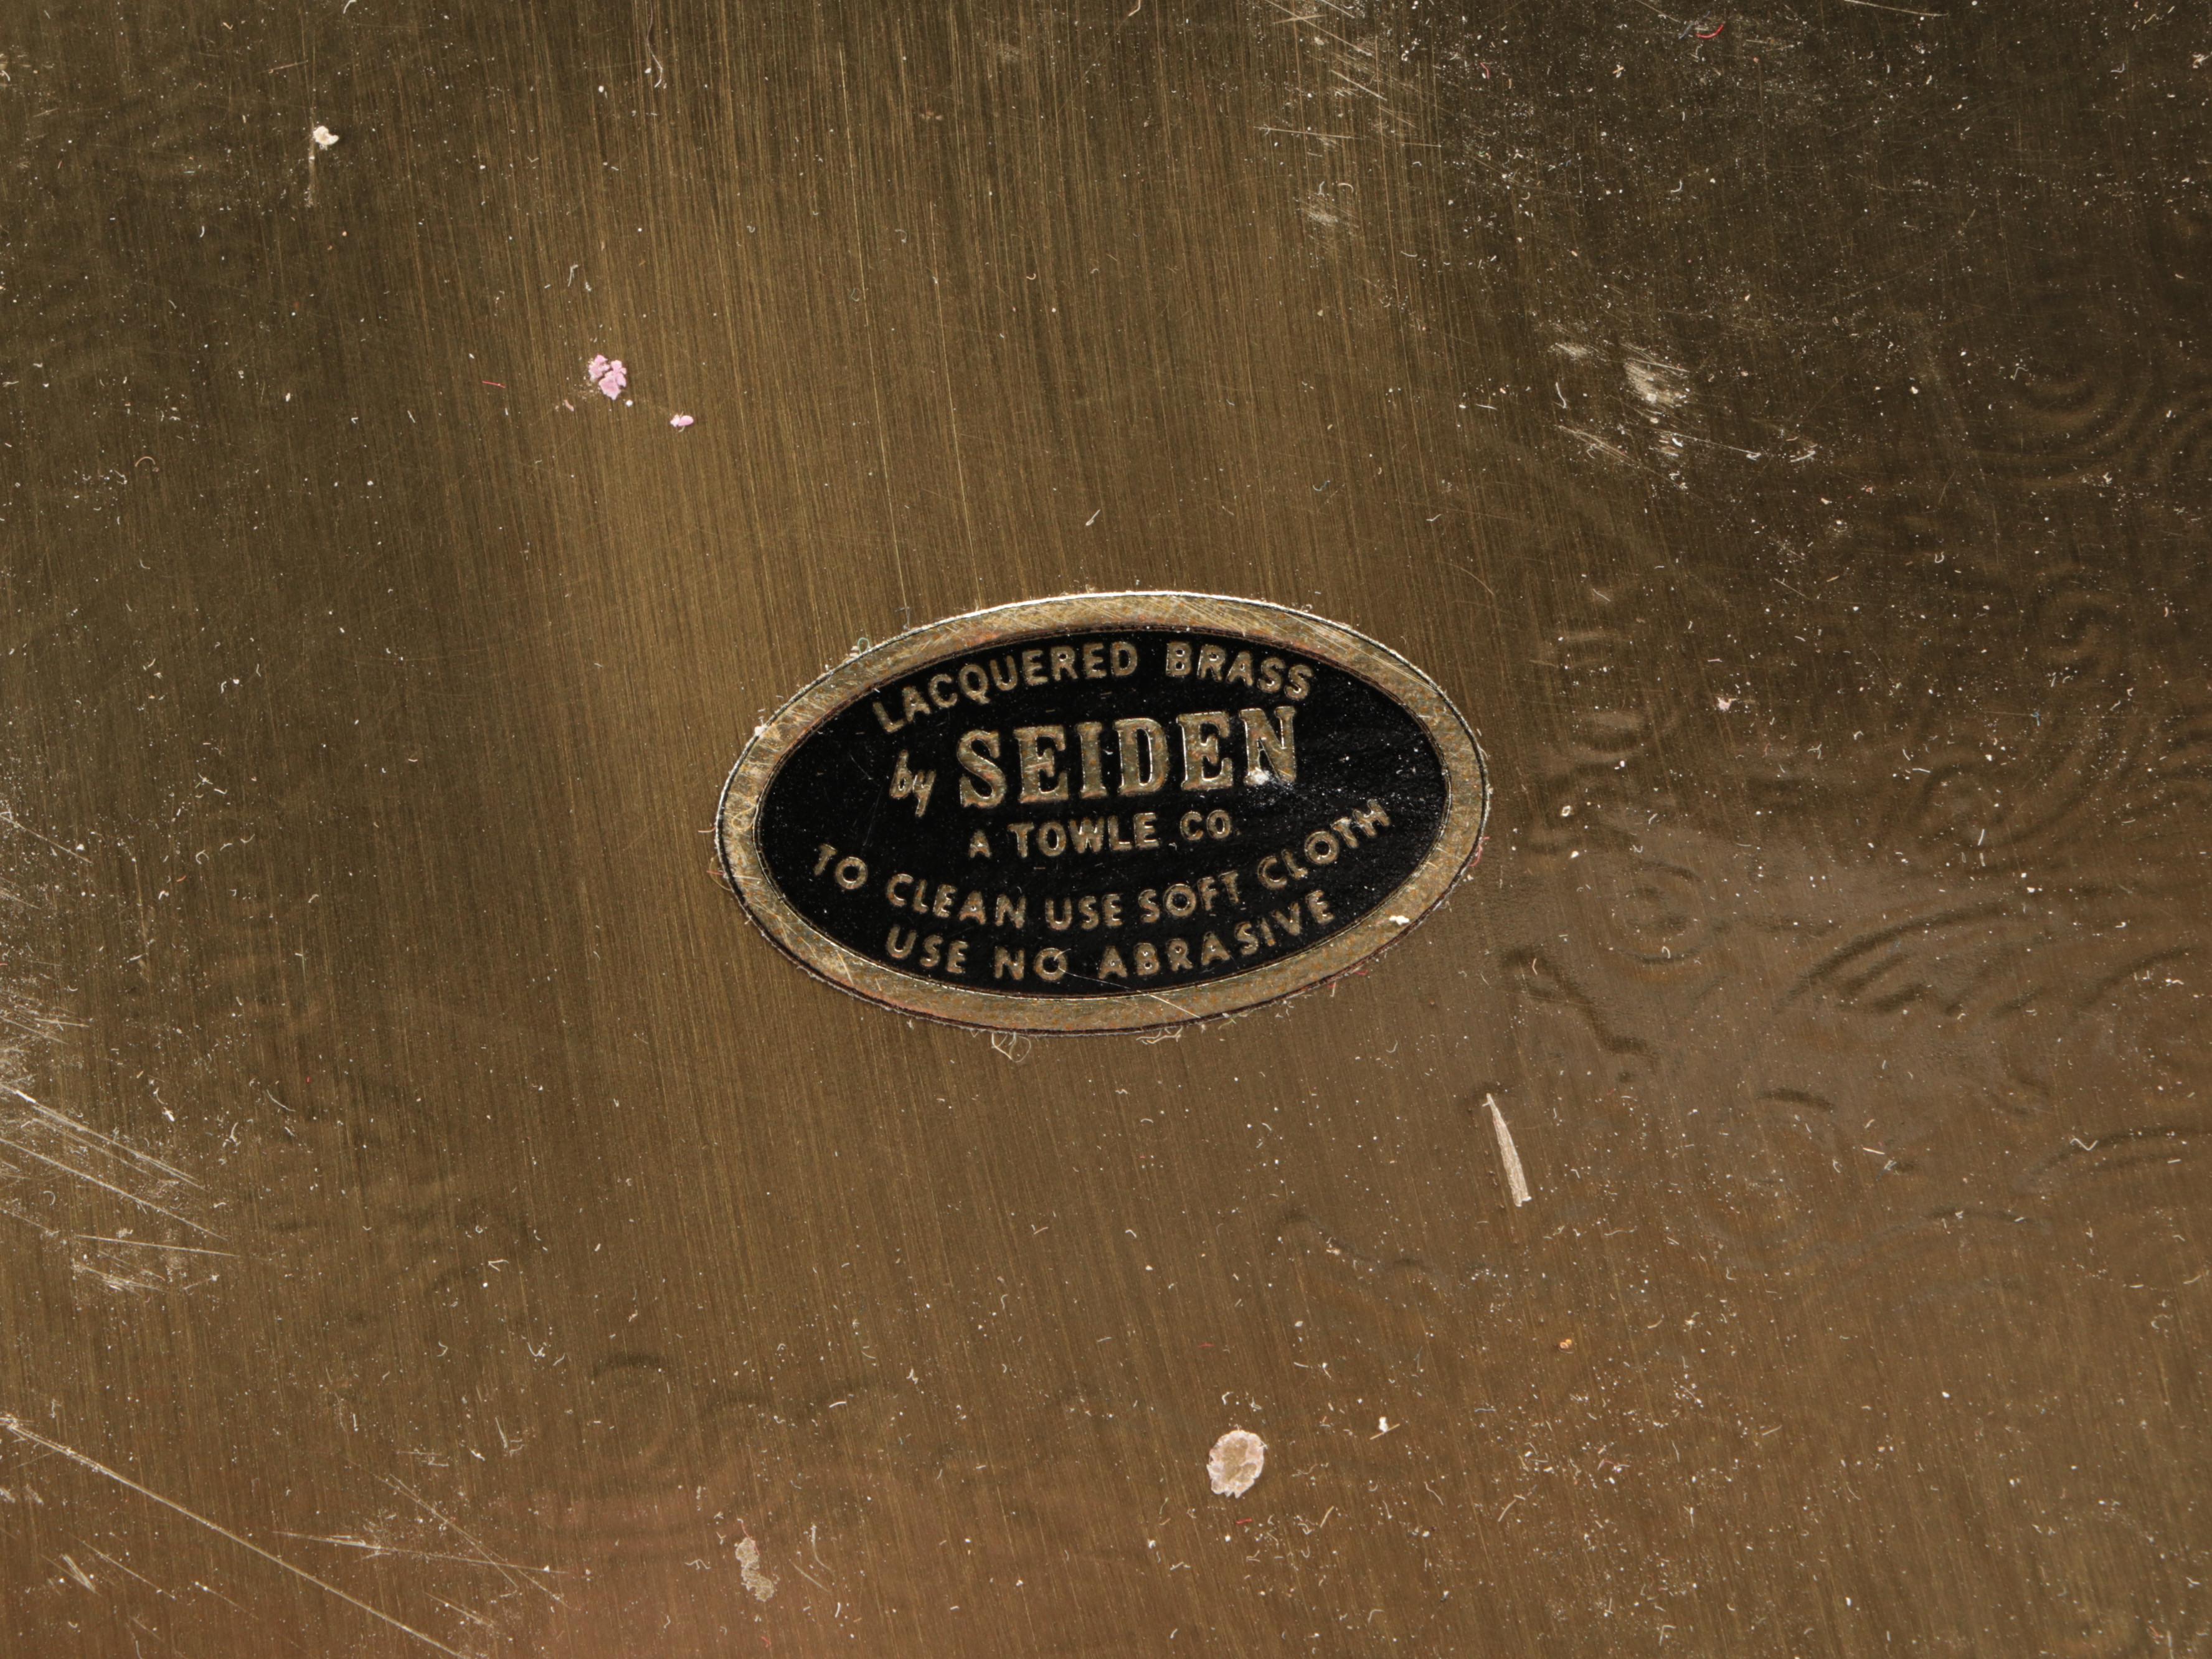 LACQUERED BRASS
by SEIDEN
A TOWLE CO
TO CLEAN USE SOFT CLOTH
USE NO ABRASIVE